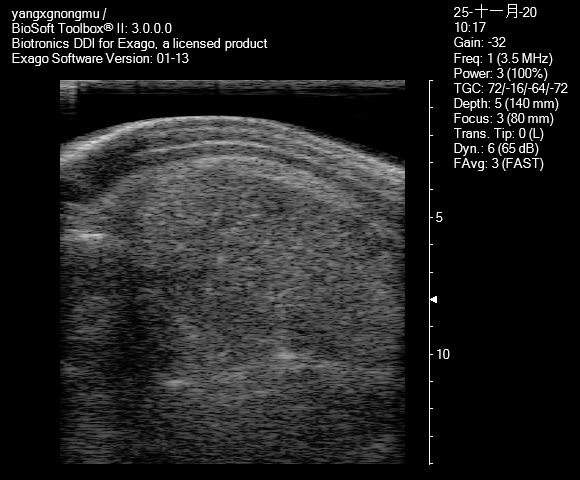 yangxgnongmu /
BioSoft Toolbox® II: 3.0.0.0
Biotronics DDI for Exago, a licensed product
Exago Software Version: 01-13
25-十一月-20
10:17
Gain: -32
Freq: 1 (3.5 MHz)
Power: 3 (100%)
TGC: 72/-16/-64/-72
Depth: 5 (140 mm)
Focus: 3 (80 mm)
Trans. Tip: 0 (L)
Dyn.: 6 (65 dB)
FAvg: 3 (FAST)
5
10